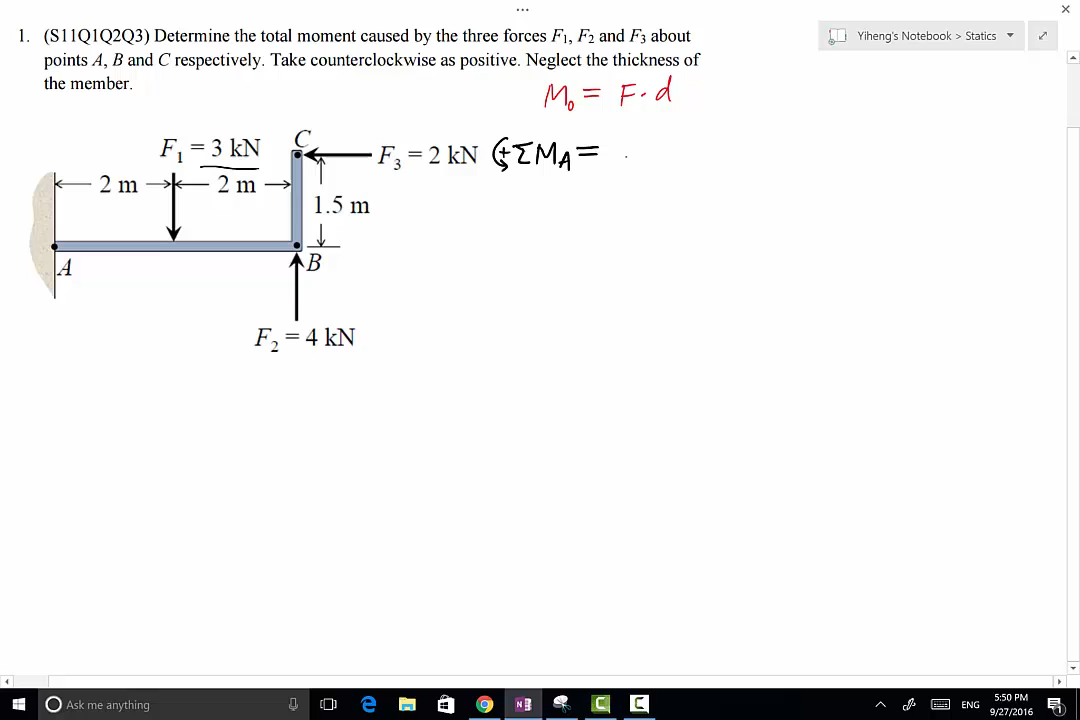 ...
1. (S11Q1Q2Q3) Determine the total moment caused by the three forces F₁, F₂ and F₃ about
points A, B and C respectively. Take counterclockwise as positive. Neglect the thickness of
the member.
Yiheng's Notebook > Statics
M₀ = F·d
C
F₁ = 3 kN
F₃ = 2 kN
+ΣM_A =
2 m
2 m
1.5 m
A
B
F₂ = 4 kN
Ask me anything
N
ENG
5:50 PM
9/27/2016
1